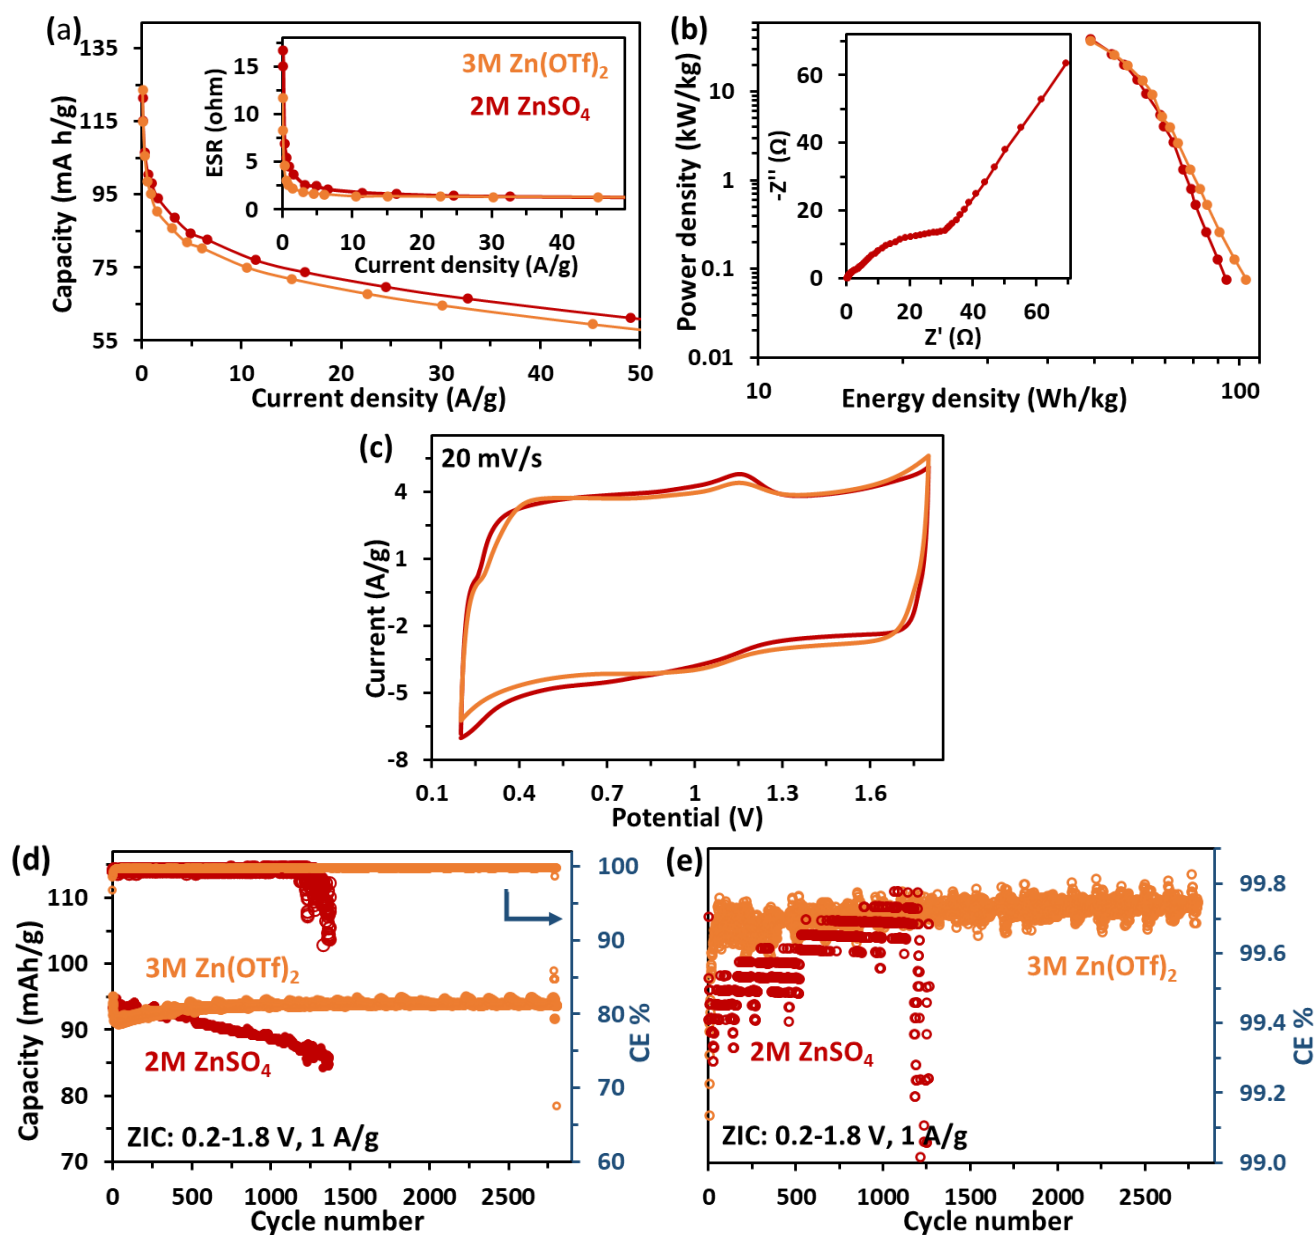 (a)
135
115
95
75
55
Capacity (mA h/g)
0
10
20
30
40
50
Current density (A/g)
15
10
5
0
ESR (ohm)
0
10
20
30
40
Current density (A/g)
3M Zn(OTf)₂
2M ZnSO₄
(b)
10
1
0.1
0.01
Power density (kW/kg)
10
100
Energy density (Wh/kg)
60
40
20
0
-Z'' (Ω)
0
20
40
60
Z' (Ω)
(c)
20 mV/s
4
1
-2
-5
-8
Current (A/g)
0.1
0.4
0.7
1
1.3
1.6
Potential (V)
(d)
110
100
90
80
70
Capacity (mAh/g)
100
90
80
70
60
CE %
3M Zn(OTf)₂
2M ZnSO₄
ZIC: 0.2-1.8 V, 1 A/g
0
500
1000
1500
2000
2500
Cycle number
(e)
99.8
99.6
99.4
99.2
99.0
CE %
3M Zn(OTf)₂
2M ZnSO₄
ZIC: 0.2-1.8 V, 1 A/g
0
500
1000
1500
2000
2500
Cycle number